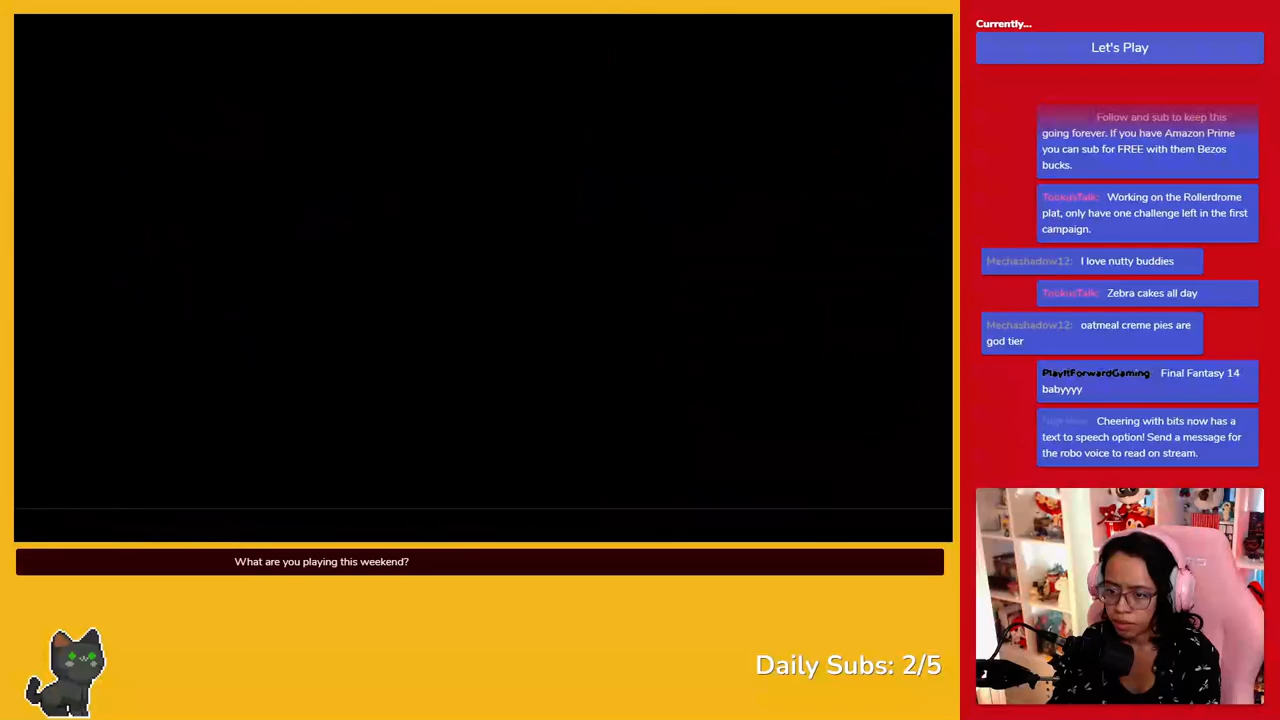 Currently...
Let's Play
Follow and sub to keep this
going forever. If you have Amazon Prime
you can sub for FREE with them Bezos
bucks.
TookusTalk: Working on the Rollerdrome
plat, only have one challenge left in the first
campaign.
Mechashadow12: I love nutty buddies
TookusTalk: Zebra cakes all day
Mechashadow12: oatmeal creme pies are
god tier
PlayItForwardGaming: Final Fantasy 14
babyyyy
Cheering with bits now has a
text to speech option! Send a message for
the robo voice to read on stream.
What are you playing this weekend?
Daily Subs: 2/5